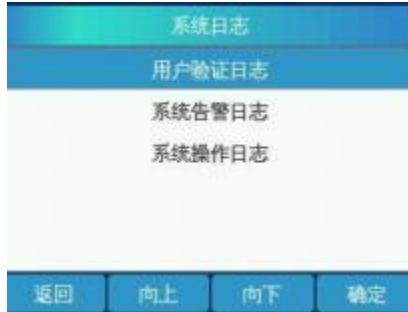 系统日志
用户验证日志
系统告警日志
系统操作日志
返回 向上 向下 确定